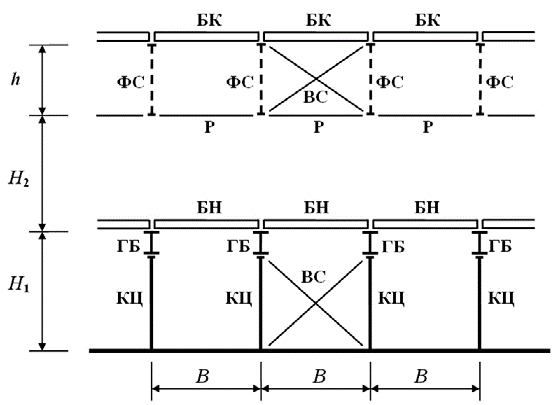 БК БК БК
h ФС ФС ВС ФС ФС
Р Р Р
H2
БН БН БН
ГБ ГБ ГБ ГБ
ВС
H1 КЦ КЦ КЦ КЦ
B B B